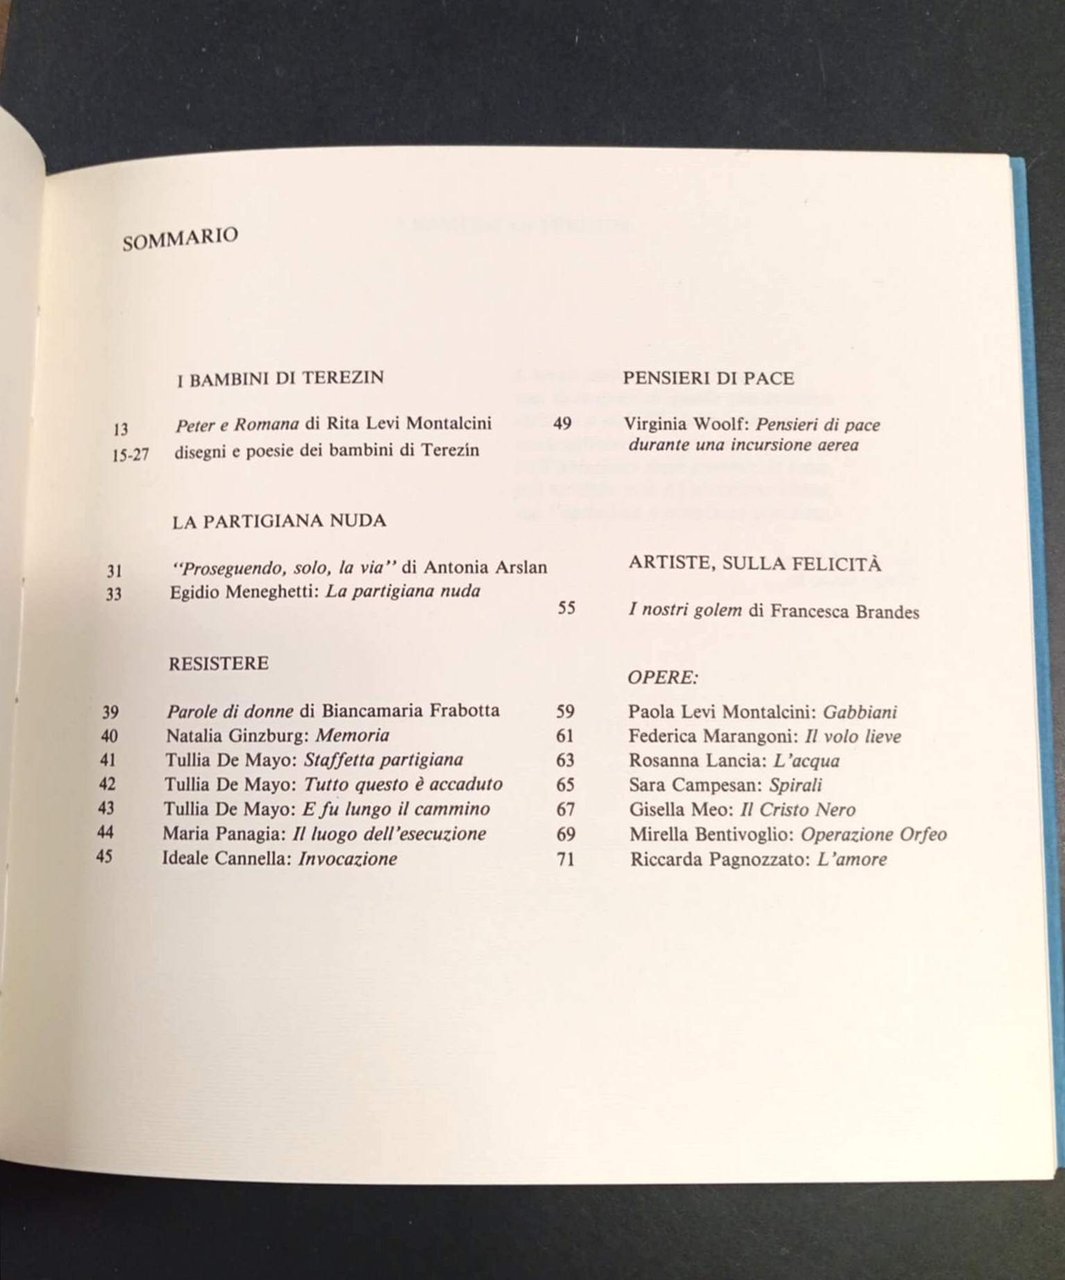 SOMMARIO
I BAMBINI DI TEREZIN
13 Peter e Romana di Rita Levi Montalcini
15-27 disegni e poesie dei bambini di Terezín
LA PARTIGIANA NUDA
31 “Proseguendo, solo, la via” di Antonia Arslan
33 Egidio Meneghetti: La partigiana nuda
RESISTERE
39 Parole di donne di Biancamaria Frabotta
40 Natalia Ginzburg: Memoria
41 Tullia De Mayo: Staffetta partigiana
42 Tullia De Mayo: Tutto questo è accaduto
43 Tullia De Mayo: E fu lungo il cammino
44 Maria Panagia: Il luogo dell'esecuzione
45 Ideale Cannella: Invocazione
PENSIERI DI PACE
49 Virginia Woolf: Pensieri di pace
durante una incursione aerea
ARTISTE, SULLA FELICITÀ
55 I nostri golem di Francesca Brandes
OPERE:
59 Paola Levi Montalcini: Gabbiani
61 Federica Marangoni: Il volo lieve
63 Rosanna Lancia: L'acqua
65 Sara Campesan: Spirali
67 Gisella Meo: Il Cristo Nero
69 Mirella Bentivoglio: Operazione Orfeo
71 Riccarda Pagnozzato: L'amore